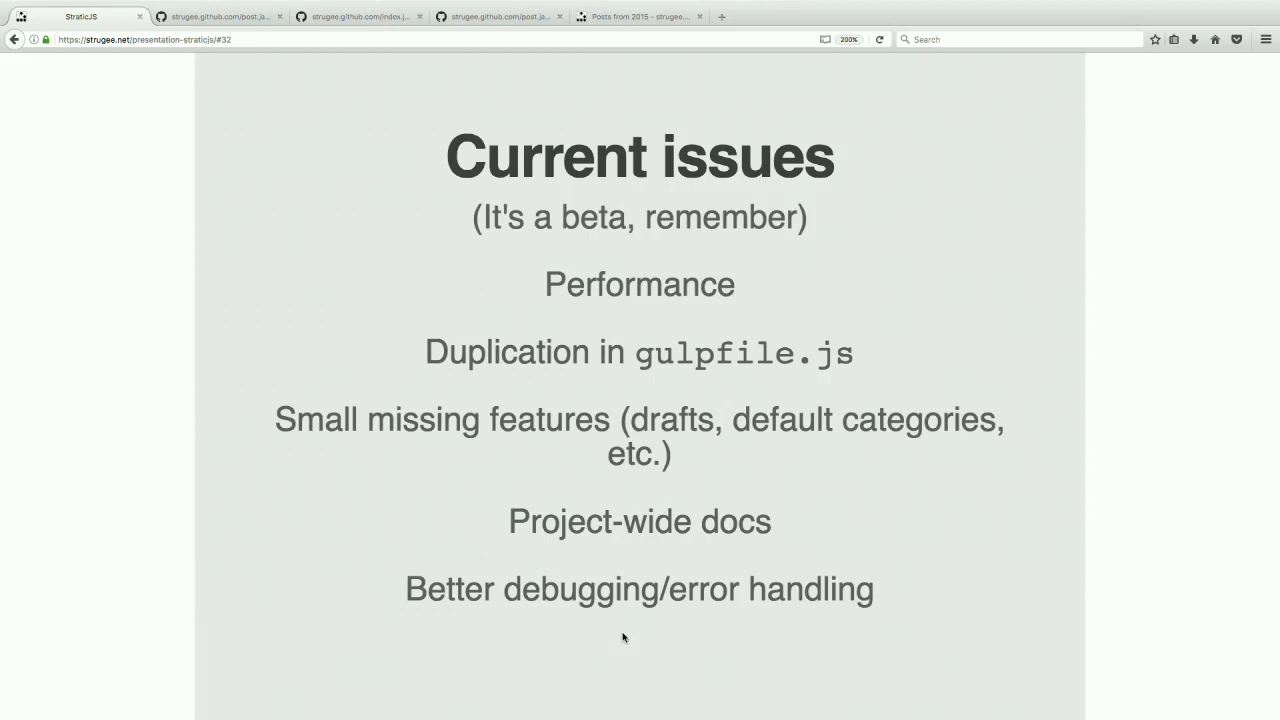 StraticJS
strugee.github.com/post.ja...
strugee.github.com/index.j...
strugee.github.com/post.ja...
Posts from 2015 - strugee....
https://strugee.net/presentation-straticjs/#32
200%
Search
Current issues
(It's a beta, remember)
Performance
Duplication in gulpfile.js
Small missing features (drafts, default categories,
etc.)
Project-wide docs
Better debugging/error handling